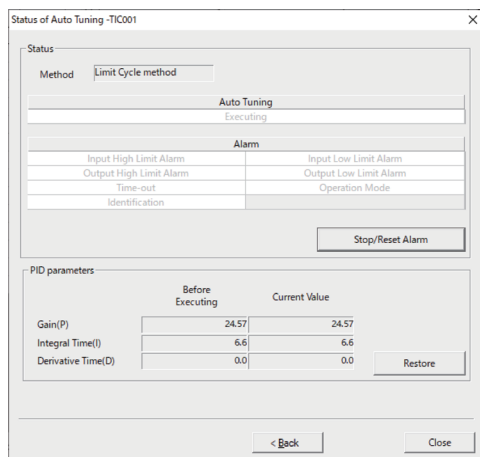 Status of Auto Tuning -TIC001
Status
Method Limit Cycle method
Auto Tuning
Executing
Alarm
Input High Limit Alarm Input Low Limit Alarm
Output High Limit Alarm Output Low Limit Alarm
Time-out Operation Mode
Identification
Stop/Reset Alarm
PID parameters
Before
Executing Current Value
Gain(P) 24.57 24.57
Integral Time(I) 6.6 6.6
Derivative Time(D) 0.0 0.0 Restore
< Back Close